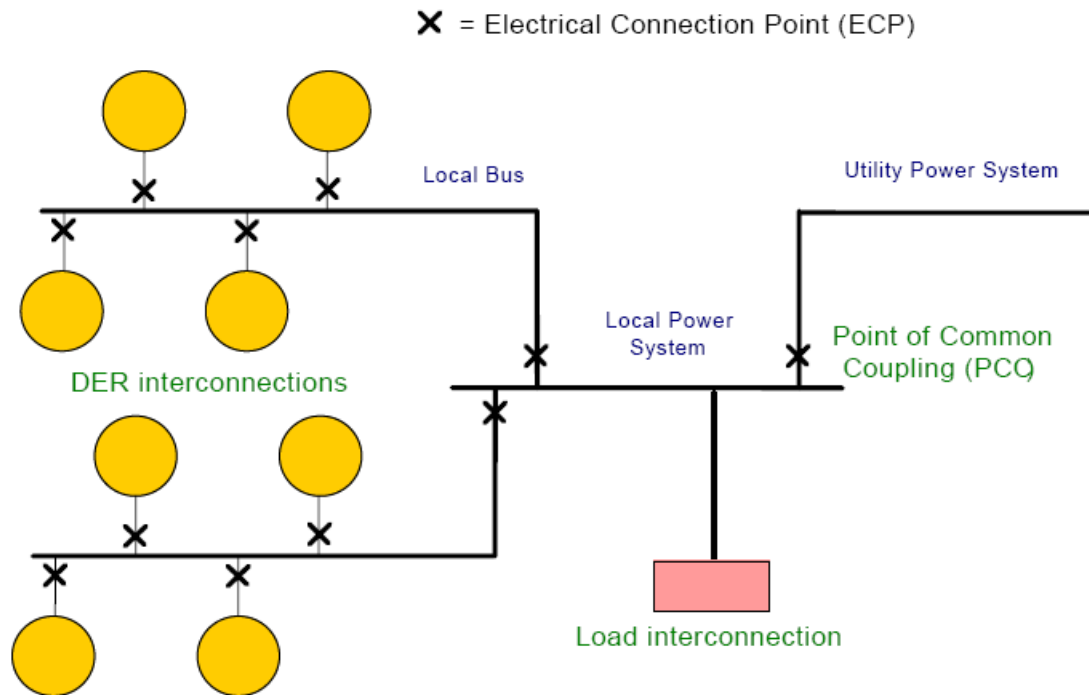 X = Electrical Connection Point (ECP)
Local Bus
Utility Power System
Local Power
System
Point of Common
Coupling (PCC)
DER interconnections
Load interconnection